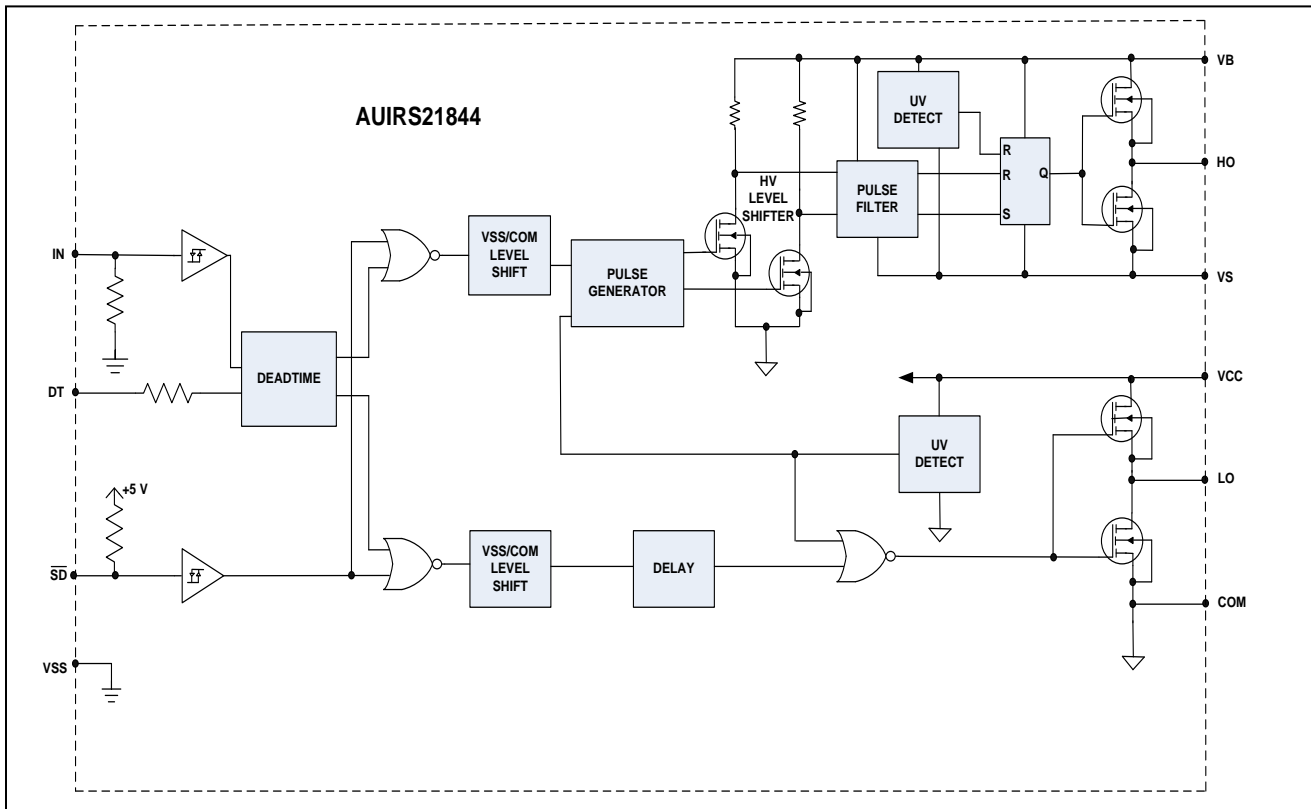 AUIRS21844
VB
UV
DETECT
HO
R
R
Q
S
HV
LEVEL
SHIFTER
PULSE
FILTER
IN
VSS/COM
LEVEL
SHIFT
PULSE
GENERATOR
VS
DEADTIME
DT
VCC
UV
DETECT
LO
+5 V
SD
VSS/COM
LEVEL
SHIFT
DELAY
COM
VSS